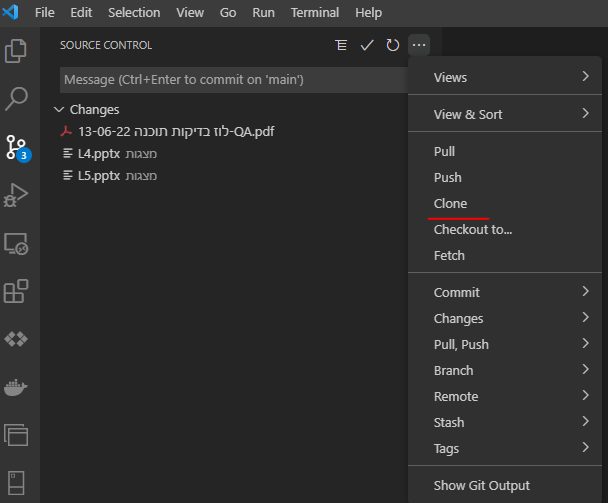 File Edit Selection View Go Run Terminal Help
SOURCE CONTROL
Message (Ctrl+Enter to commit on 'main')
Changes
לוז בדיקות תוכנה 13-06-22-QA.pdf
L4.pptx מצגות
L5.pptx מצגות
3
Views
View & Sort
Pull
Push
Clone
Checkout to...
Fetch
Commit
Changes
Pull, Push
Branch
Remote
Stash
Tags
Show Git Output